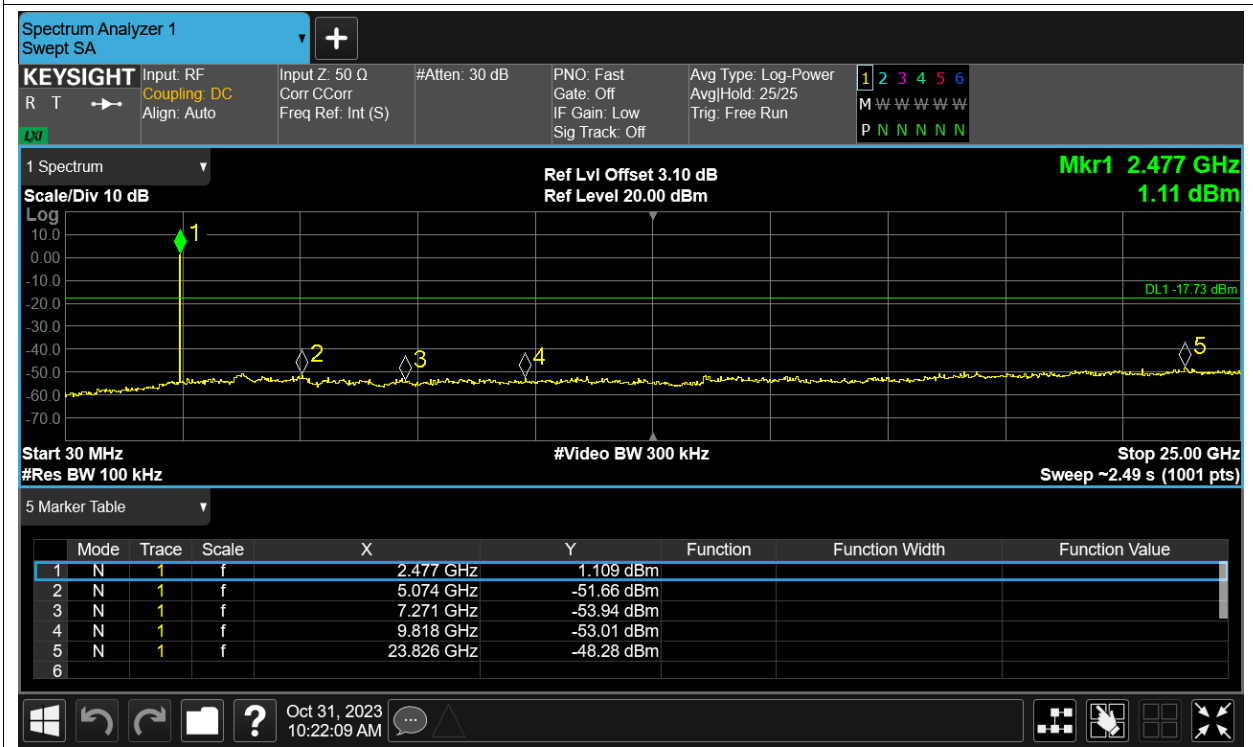 Spectrum Analyzer 1
Swept SA
KEYSIGHT
R T
LXI
Input: RF
Coupling: DC
Align: Auto
Input Z: 50 Ω
Corr CCorr
Freq Ref: Int (S)
#Atten: 30 dB
PNO: Fast
Gate: Off
IF Gain: Low
Sig Track: Off
Avg Type: Log-Power
Avg|Hold: 25/25
Trig: Free Run
1 2 3 4 5 6
M W W W W W
P N N N N N
1 Spectrum
Scale/Div 10 dB
Ref Lvl Offset 3.10 dB
Ref Level 20.00 dBm
Mkr1 2.477 GHz
1.11 dBm
Log
10.0
0.00
-10.0
-20.0
-30.0
-40.0
-50.0
-60.0
-70.0
1
DL1 -17.73 dBm
2
3
4
5
Start 30 MHz
#Res BW 100 kHz
#Video BW 300 kHz
Stop 25.00 GHz
Sweep ~2.49 s (1001 pts)
5 Marker Table
Mode Trace Scale X Y Function Function Width Function Value
1 N 1 f 2.477 GHz 1.109 dBm
2 N 1 f 5.074 GHz -51.66 dBm
3 N 1 f 7.271 GHz -53.94 dBm
4 N 1 f 9.818 GHz -53.01 dBm
5 N 1 f 23.826 GHz -48.28 dBm
6
?
Oct 31, 2023
10:22:09 AM